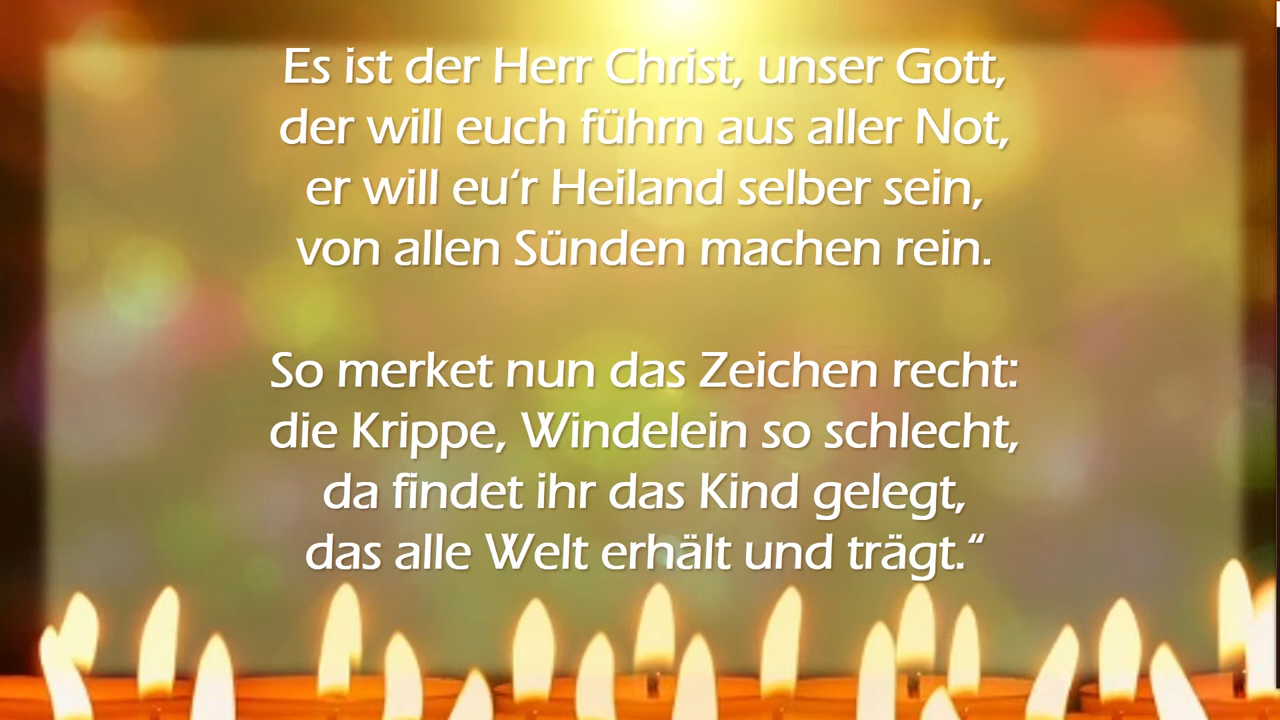 Es ist der Herr Christ, unser Gott,
der will euch führn aus aller Not,
er will eu‘r Heiland selber sein,
von allen Sünden machen rein.

So merket nun das Zeichen recht:
die Krippe, Windelein so schlecht,
da findet ihr das Kind gelegt,
das alle Welt erhält und trägt.“